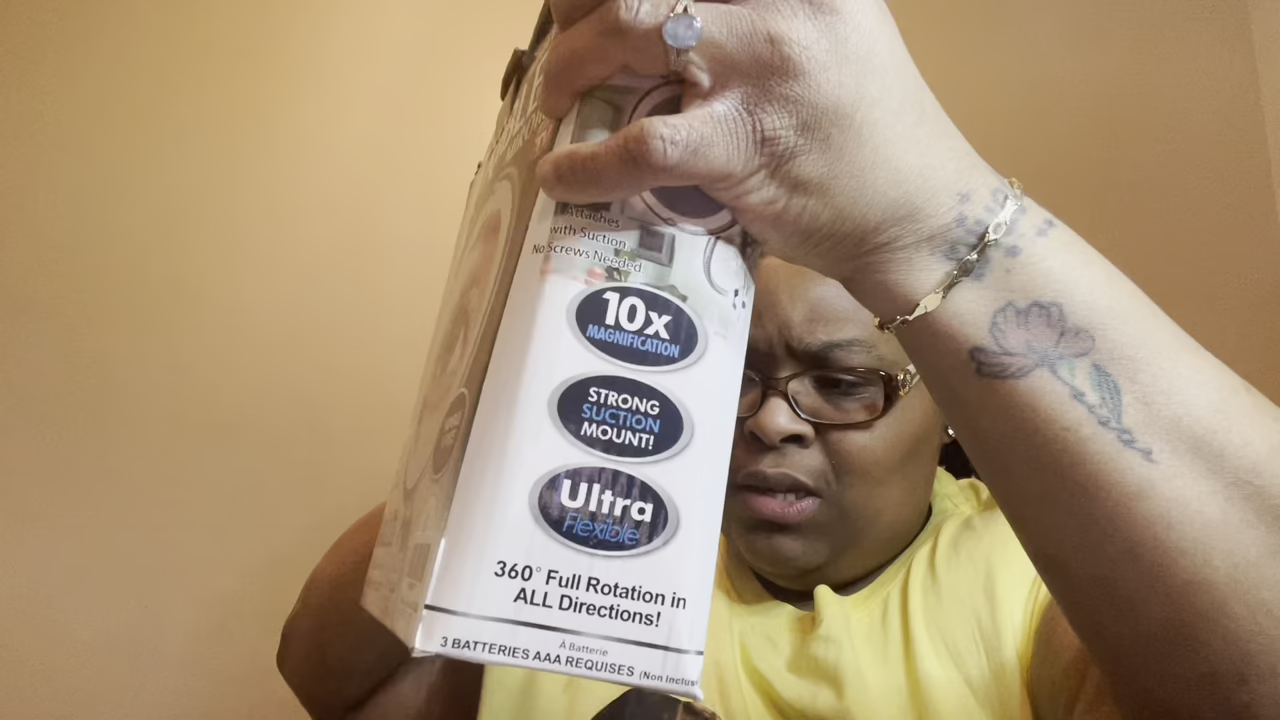 Attaches
with Suction,
No Screws Needed
10x
MAGNIFICATION
STRONG
SUCTION
MOUNT!
Ultra
Flexible
360° Full Rotation in
ALL Directions!
À Batterie
3 BATTERIES AAA REQUISES (Non Inclus